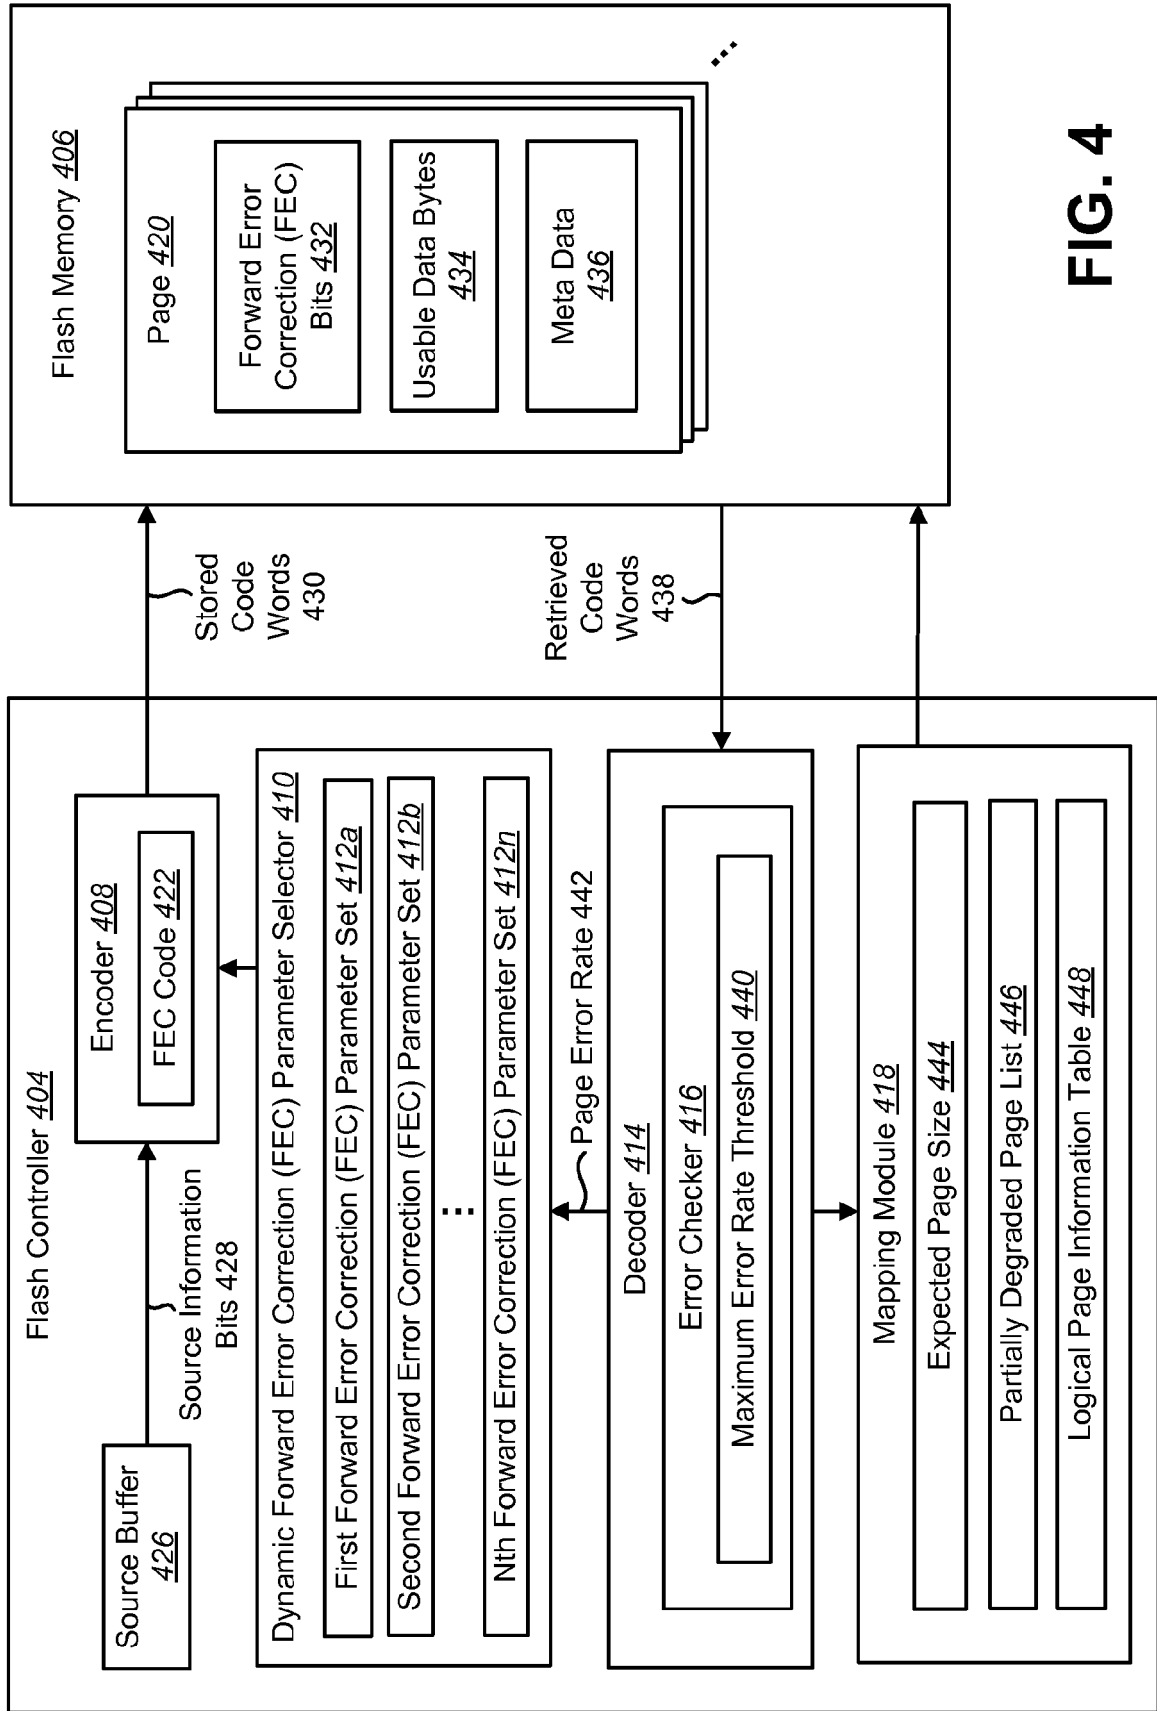 Flash Controller 404
Source Buffer
426
Source Information
Bits 428
Encoder 408
FEC Code 422
Dynamic Forward Error Correction (FEC) Parameter Selector 410
First Forward Error Correction (FEC) Parameter Set 412a
Second Forward Error Correction (FEC) Parameter Set 412b
...
Nth Forward Error Correction (FEC) Parameter Set 412n
Page Error Rate 442
Decoder 414
Error Checker 416
Maximum Error Rate Threshold 440
Mapping Module 418
Expected Page Size 444
Partially Degraded Page List 446
Logical Page Information Table 448
Stored
Code
Words
430
Retrieved
Code
Words
438
Flash Memory 406
Page 420
Forward Error
Correction (FEC)
Bits 432
Usable Data Bytes
434
Meta Data
436
...
FIG. 4